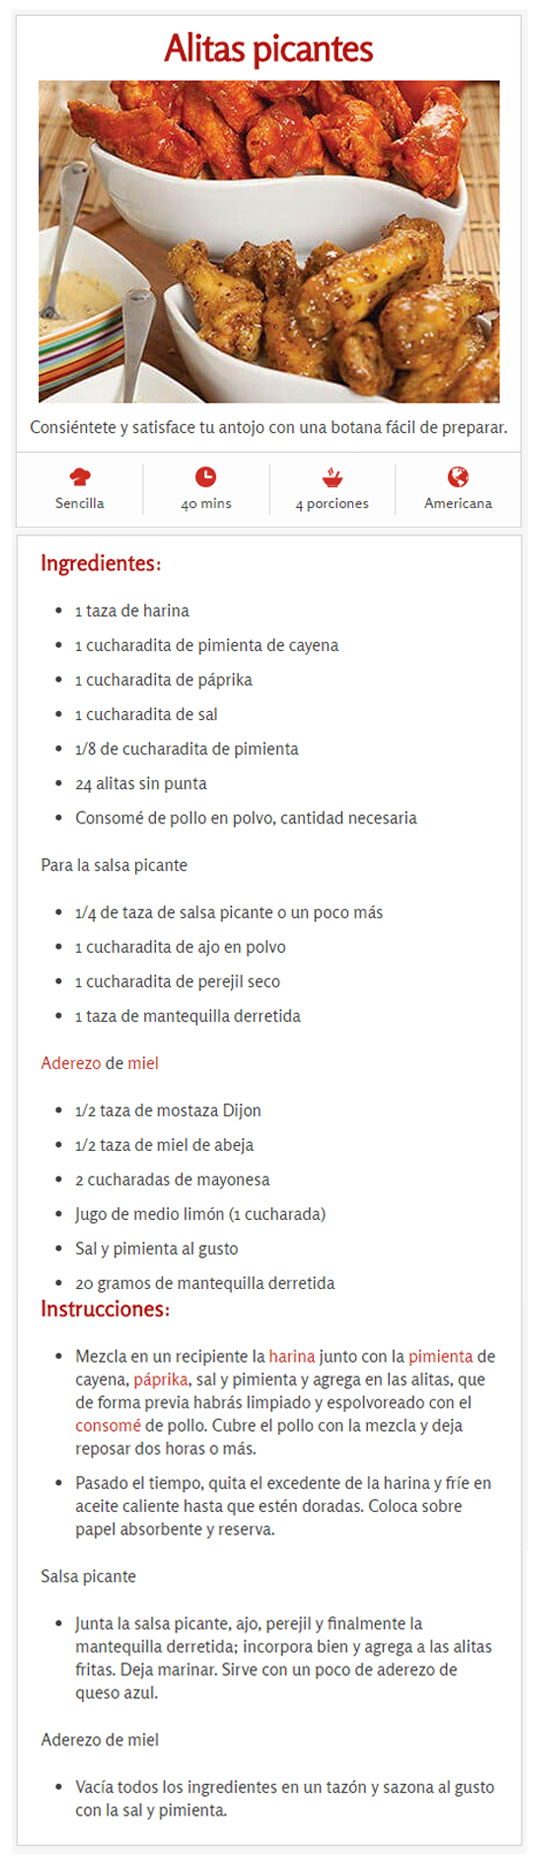 Alitas picantes
Consiéntete y satisface tu antojo con una botana fácil de preparar.
Sencilla
40 mins
4 porciones
Americana
Ingredientes:
• 1 taza de harina
• 1 cucharadita de pimienta de cayena
• 1 cucharadita de páprika
• 1 cucharadita de sal
• 1/8 de cucharadita de pimienta
• 24 alitas sin punta
• Consomé de pollo en polvo, cantidad necesaria
Para la salsa picante
• 1/4 de taza de salsa picante o un poco más
• 1 cucharadita de ajo en polvo
• 1 cucharadita de perejil seco
• 1 taza de mantequilla derretida
Aderezo de miel
• 1/2 taza de mostaza Dijon
• 1/2 taza de miel de abeja
• 2 cucharadas de mayonesa
• Jugo de medio limón (1 cucharada)
• Sal y pimienta al gusto
• 20 gramos de mantequilla derretida
Instrucciones:
• Mezcla en un recipiente la harina junto con la pimienta de
cayena, páprika, sal y pimienta y agrega en las alitas, que
de forma previa habrás limpiado y espolvoreado con el
consomé de pollo. Cubre el pollo con la mezcla y deja
reposar dos horas o más.
• Pasado el tiempo, quita el excedente de la harina y fríe en
aceite caliente hasta que estén doradas. Coloca sobre
papel absorbente y reserva.
Salsa picante
• Junta la salsa picante, ajo, perejil y finalmente la
mantequilla derretida; incorpora bien y agrega a las alitas
fritas. Deja marinar. Sirve con un poco de aderezo de
queso azul.
Aderezo de miel
• Vacía todos los ingredientes en un tazón y sazona al gusto
con la sal y pimienta.